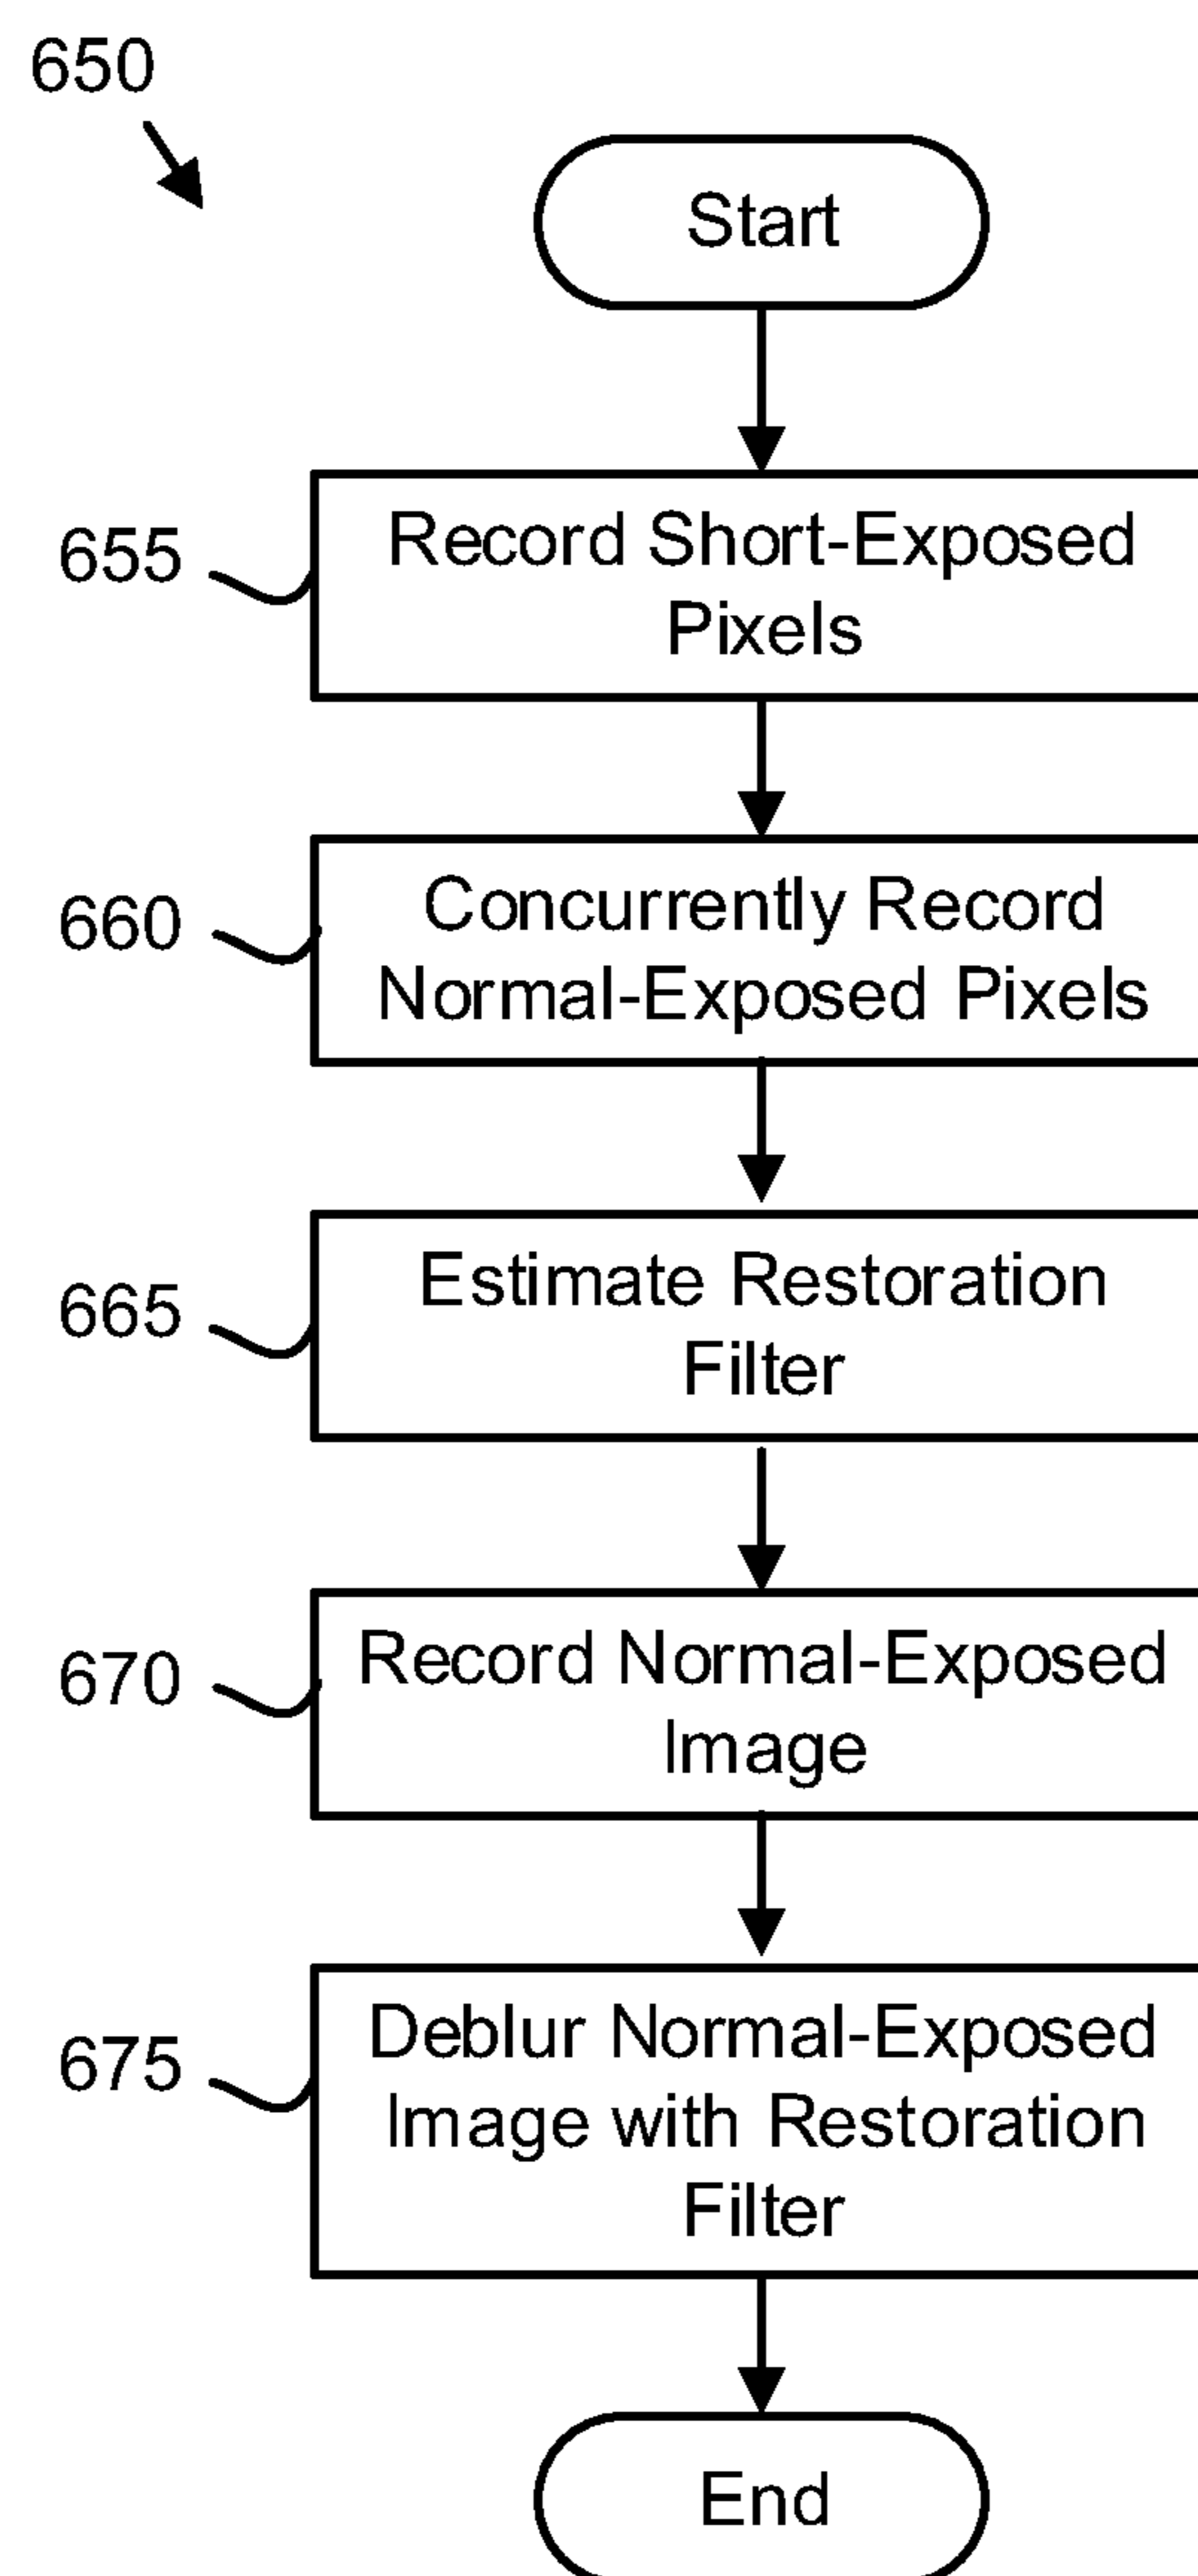 650
Start
655
Record Short-Exposed
Pixels
660
Concurrently Record
Normal-Exposed Pixels
665
Estimate Restoration
Filter
670
Record Normal-Exposed
Image
675
Deblur Normal-Exposed
Image with Restoration
Filter
End